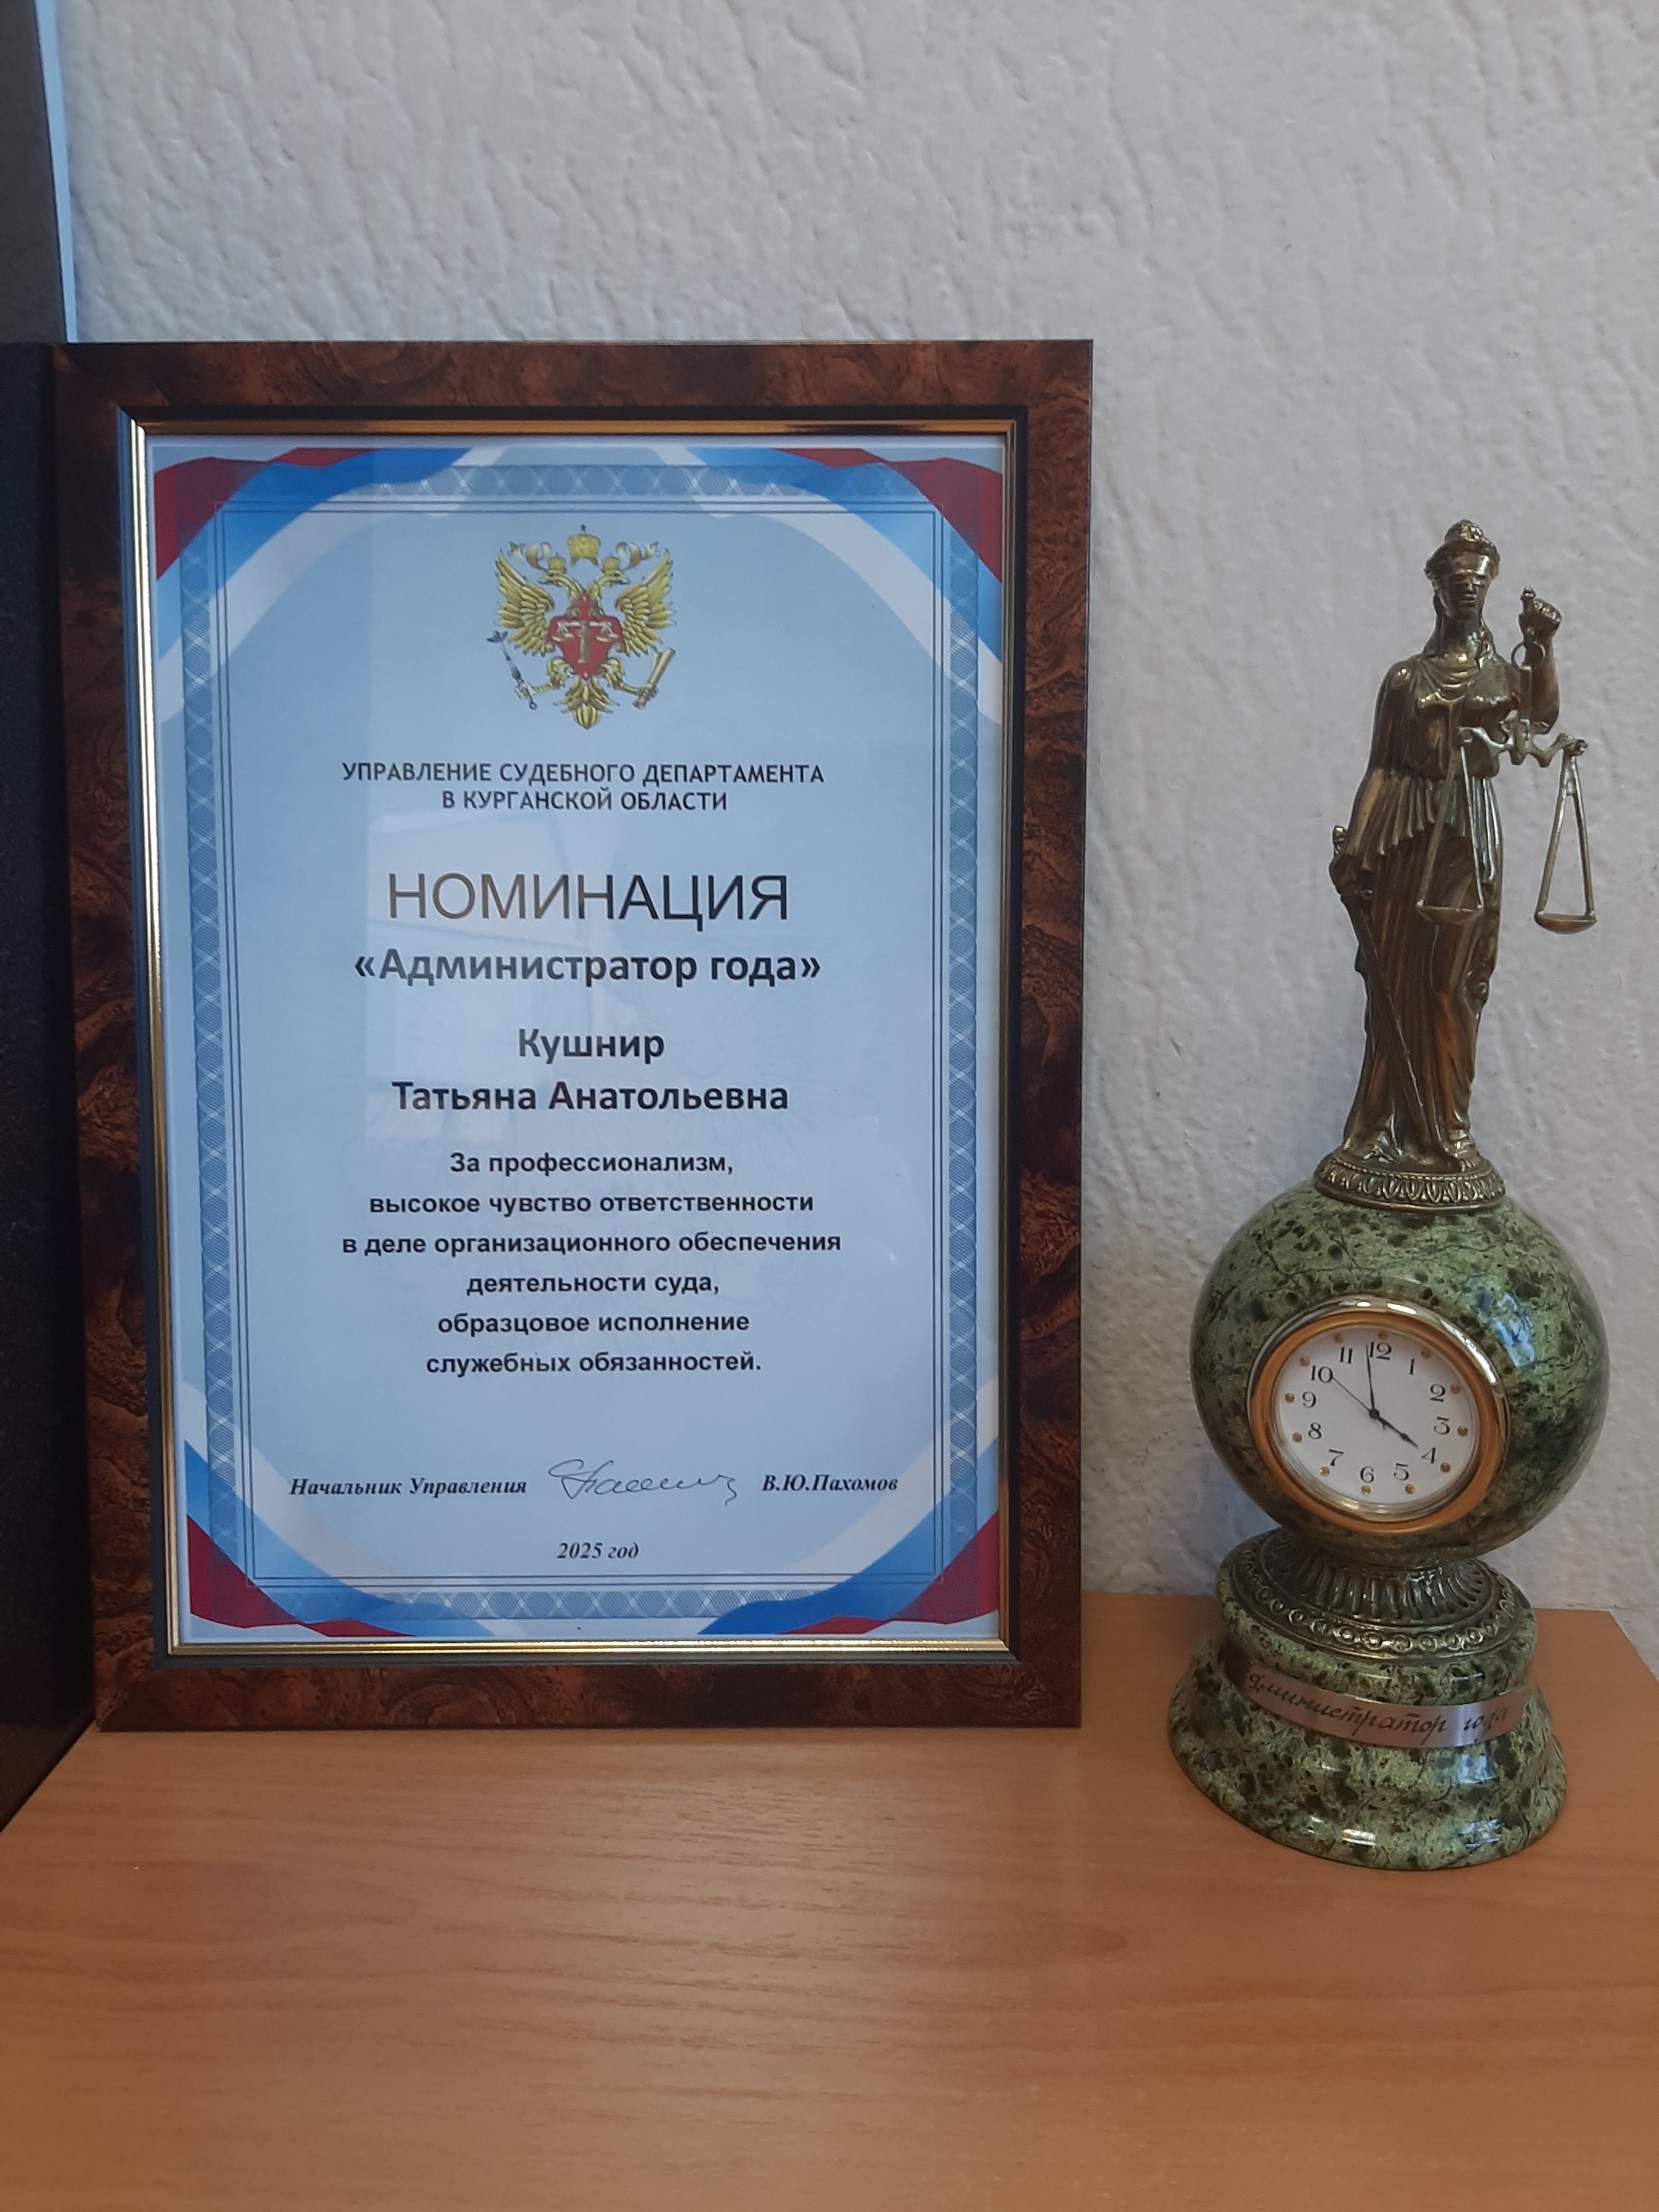 УПРАВЛЕНИЕ СУДЕБНОГО ДЕПАРТАМЕНТА
В КУРГАНСКОЙ ОБЛАСТИ
НОМИНАЦИЯ
«Администратор года»
Кушнир
Татьяна Анатольевна
За профессионализм,
высокое чувство ответственности
в деле организационного обеспечения
деятельности суда,
образцовое исполнение
служебных обязанностей.
Начальник Управления В.Ю.Пахомов
2025 год
12
1
2
3
4
5
6
7
8
9
10
11
дминистратор года